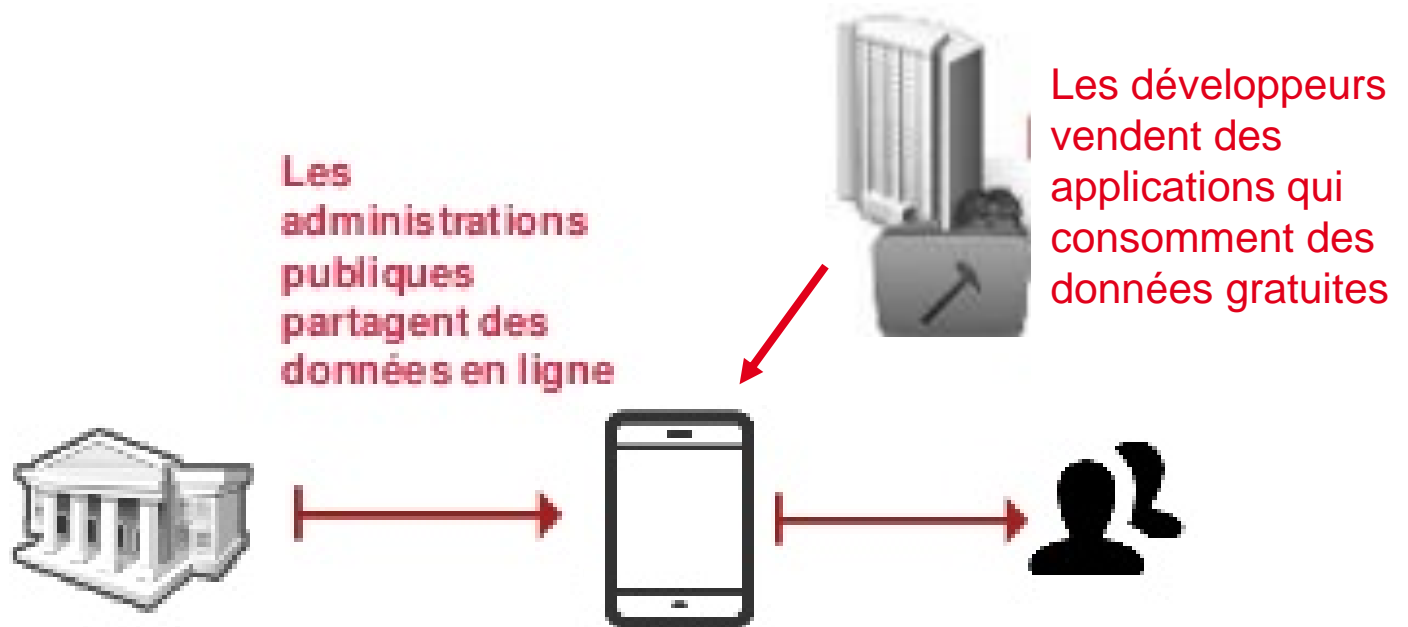 Les
administrations
publiques
partagent des
données en ligne
Les développeurs
vendent des
applications qui
consomment des
données gratuites